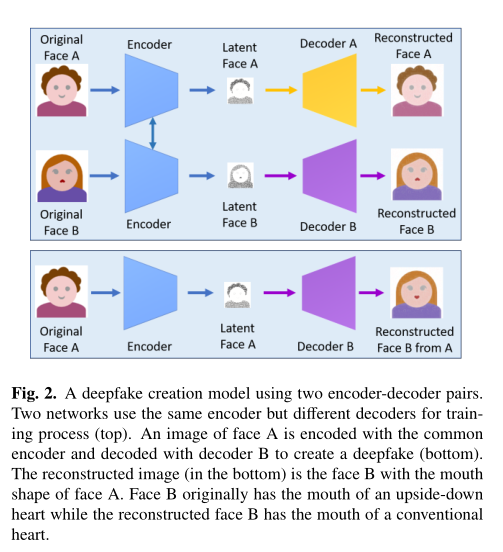 Original
Face A
Encoder
Latent
Face A
Decoder A
Reconstructed
Face A
Original
Face B
Encoder
Latent
Face B
Decoder B
Reconstructed
Face B
Original
Face A
Encoder
Latent
Face A
Decoder B
Reconstructed
Face B from A
Fig. 2. A deepfake creation model using two encoder-decoder pairs.
Two networks use the same encoder but different decoders for train-
ing process (top). An image of face A is encoded with the common
encoder and decoded with decoder B to create a deepfake (bottom).
The reconstructed image (in the bottom) is the face B with the mouth
shape of face A. Face B originally has the mouth of an upside-down
heart while the reconstructed face B has the mouth of a conventional
heart.